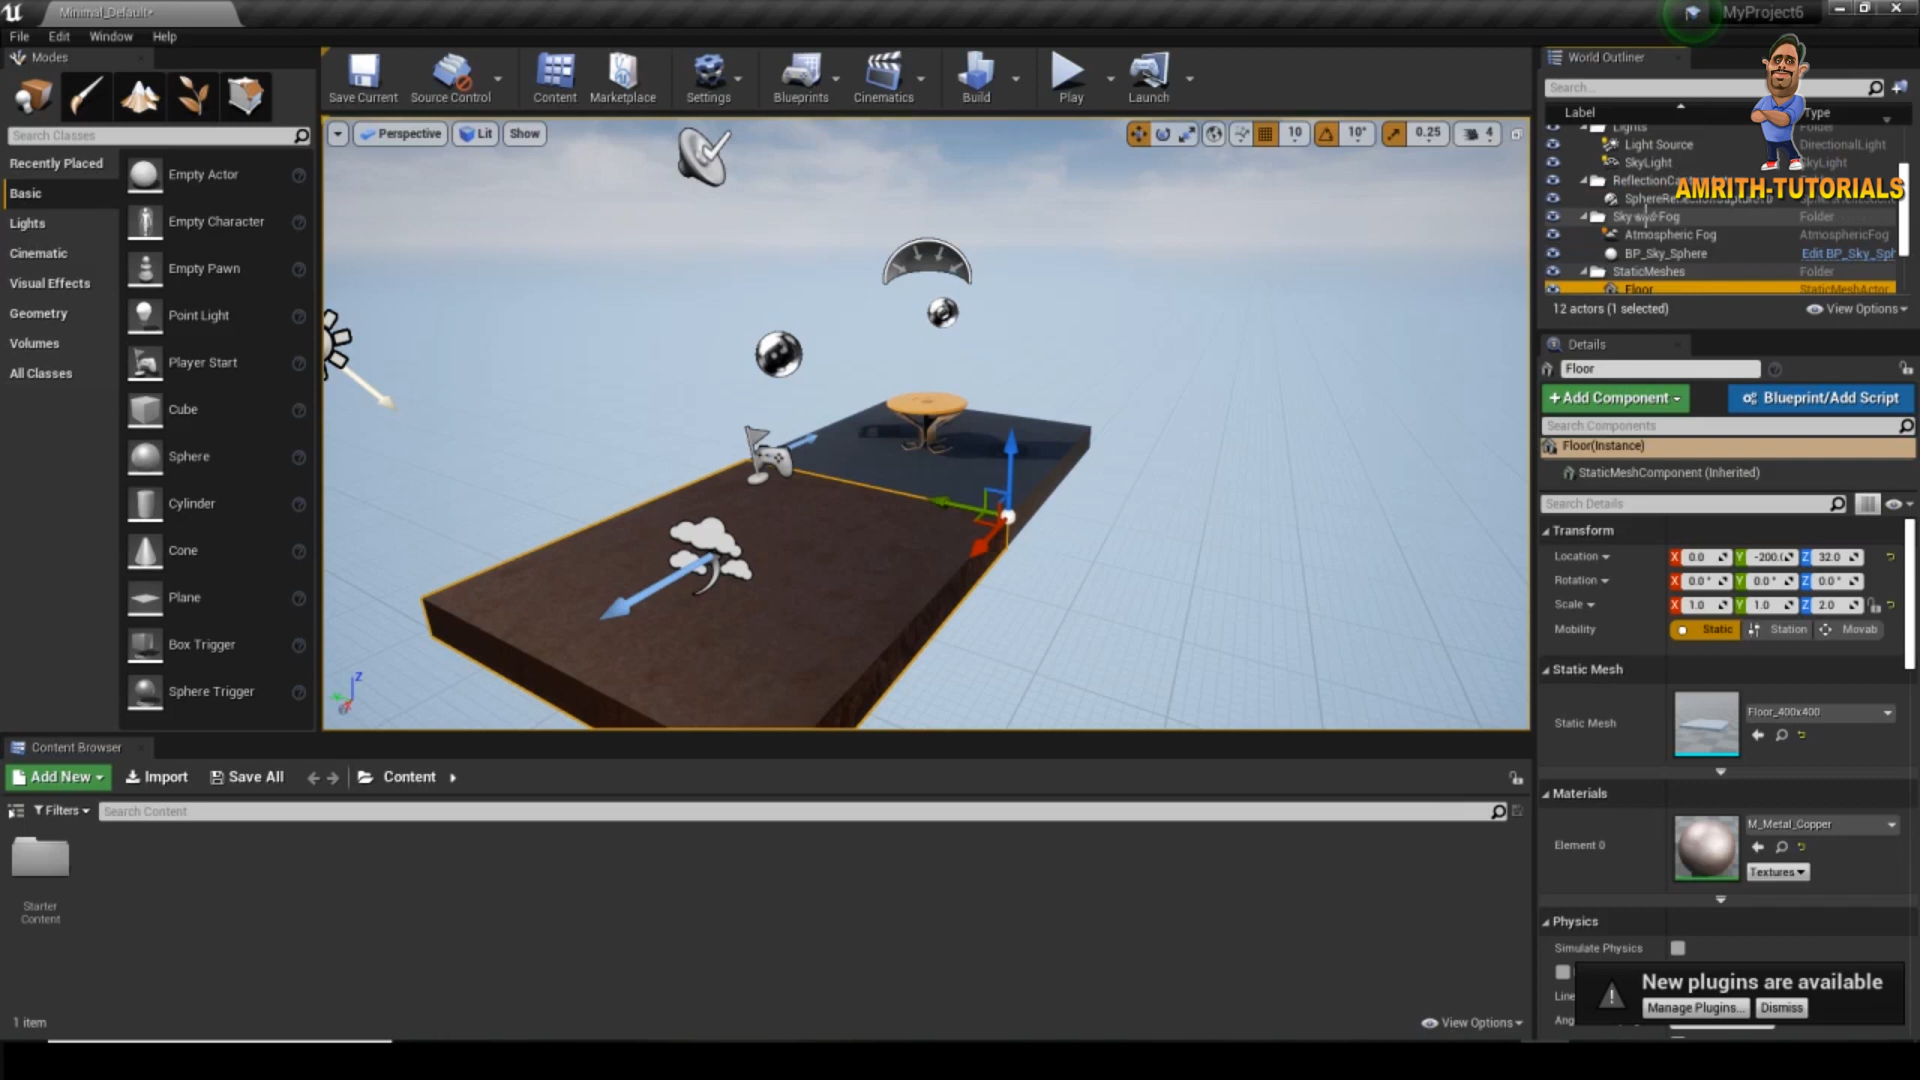 Minimal_Default*
MyProject6
File Edit Window Help
Modes
Search Classes
Recently Placed
Basic
Lights
Cinematic
Visual Effects
Geometry
Volumes
All Classes
Empty Actor
Empty Character
Empty Pawn
Point Light
Player Start
Cube
Sphere
Cylinder
Cone
Plane
Box Trigger
Sphere Trigger
Save Current Source Control Content Marketplace Settings Blueprints Cinematics Build Play Launch
Perspective Lit Show
10 10° 0.25 4
Z
World Outliner
Search...
Label Type
Lights Folder
Light Source DirectionalLight
SkyLight SkyLight
AMRITH-TUTORIALS
Folder
Atmospheric Fog AtmosphericFog
BP_Sky_Sphere Edit BP_Sky_Sph
StaticMeshes Folder
Floor StaticMeshActor
12 actors (1 selected) View Options
Details
Floor
+Add Component Blueprint/Add Script
Search Components
Floor(Instance)
StaticMeshComponent (Inherited)
Search Details
Transform
Location X 0.0 Y -200.( Z 32.0
Rotation X 0.0° Y 0.0° Z 0.0°
Scale X 1.0 Y 1.0 Z 2.0
Mobility Static Station Movab
Static Mesh
Static Mesh Floor_400x400
Materials
Element 0 M_Metal_Copper
Textures
Physics
Simulate Physics
Line
Ang
New plugins are available
Manage Plugins... Dismiss
Content Browser
Add New Import Save All Content
Filters Search Content
Starter
Content
1 item View Options